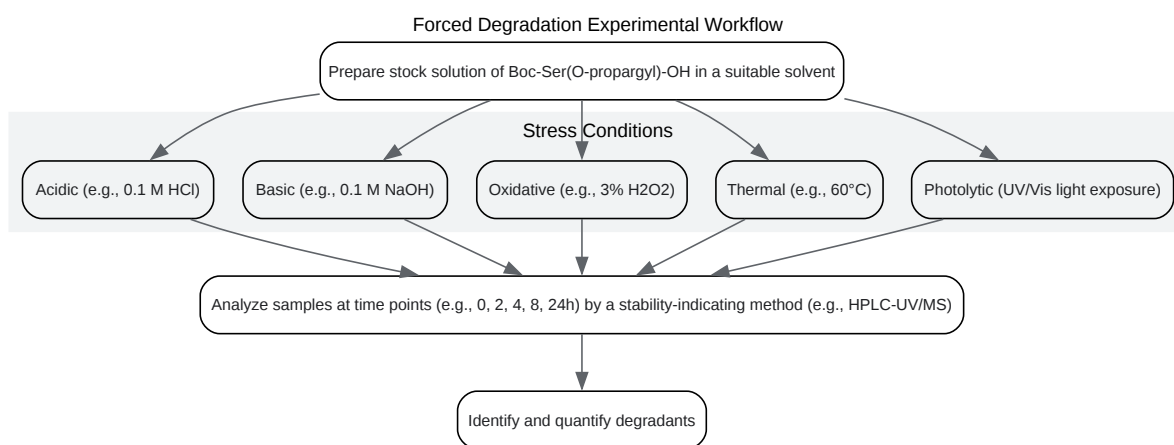 Forced Degradation Experimental Workflow
Prepare stock solution of Boc-Ser(O-propargyl)-OH in a suitable solvent
Stress Conditions
Acidic (e.g., 0.1 M HCl)
Basic (e.g., 0.1 M NaOH)
Oxidative (e.g., 3% H2O2)
Thermal (e.g., 60°C)
Photolytic (UV/Vis light exposure)
Analyze samples at time points (e.g., 0, 2, 4, 8, 24h) by a stability-indicating method (e.g., HPLC-UV/MS)
Identify and quantify degradants